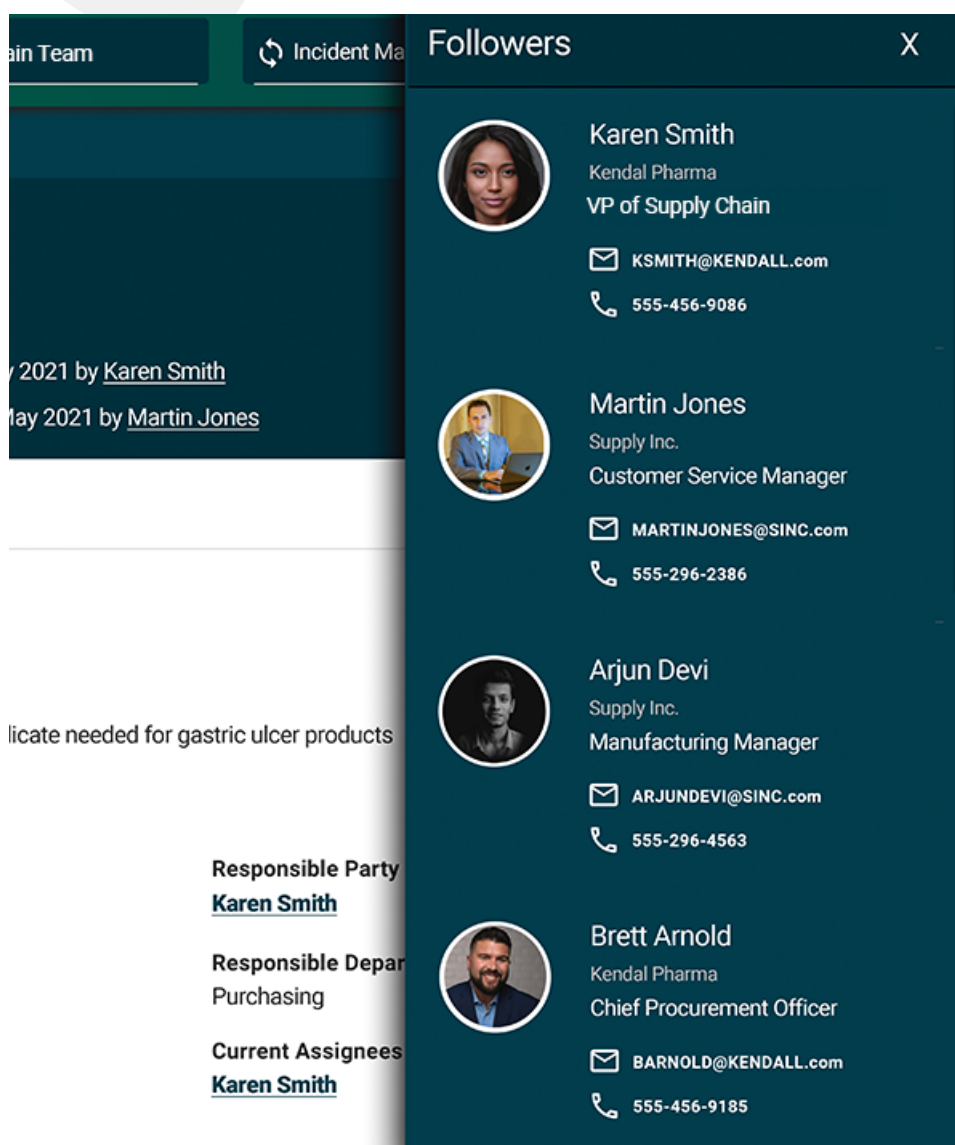 ain Team
Incident Ma
2021 by Karen Smith
May 2021 by Martin Jones
licate needed for gastric ulcer products
Responsible Party
Karen Smith
Responsible Depar
Purchasing
Current Assignees
Karen Smith
Followers X
Karen Smith
Kendal Pharma
VP of Supply Chain
KSMITH@KENDALL.com
555-456-9086
Martin Jones
Supply Inc.
Customer Service Manager
MARTINJONES@SINC.com
555-296-2386
Arjun Devi
Supply Inc.
Manufacturing Manager
ARJUNDEVI@SINC.com
555-296-4563
Brett Arnold
Kendal Pharma
Chief Procurement Officer
BARNOLD@KENDALL.com
555-456-9185